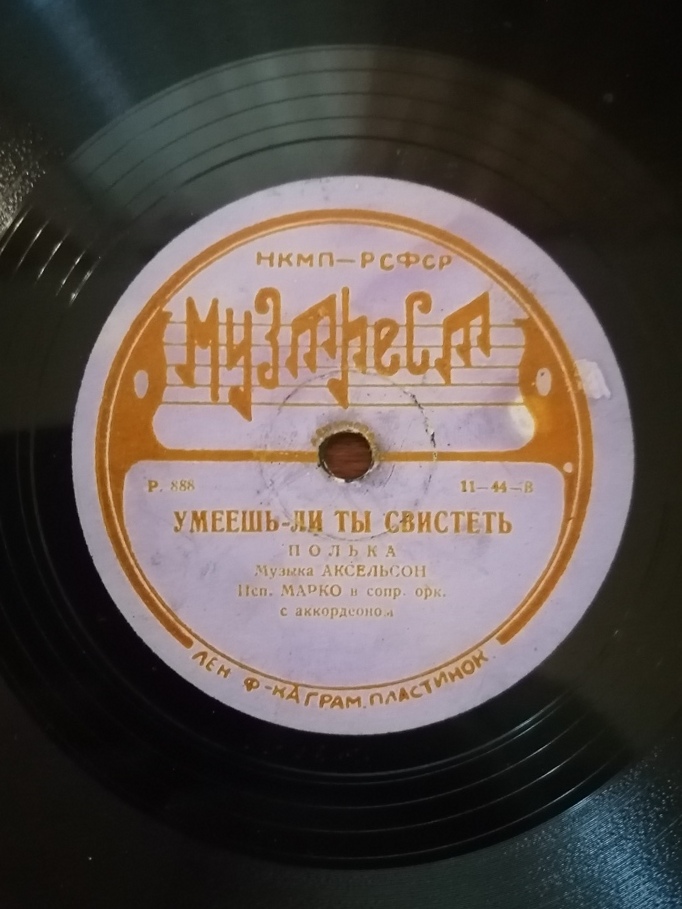 НКМП—РСФСР
Музтрест
Р. 888 11—44—В
УМЕЕШЬ-ЛИ ТЫ СВИСТЕТЬ
ПОЛЬКА
Музыка АКСЕЛЬСОН
Исп. МАРКО в сопр. орк.
с аккордеоном
ЛЕН Ф-КА ГРАМ. ПЛАСТИНОК